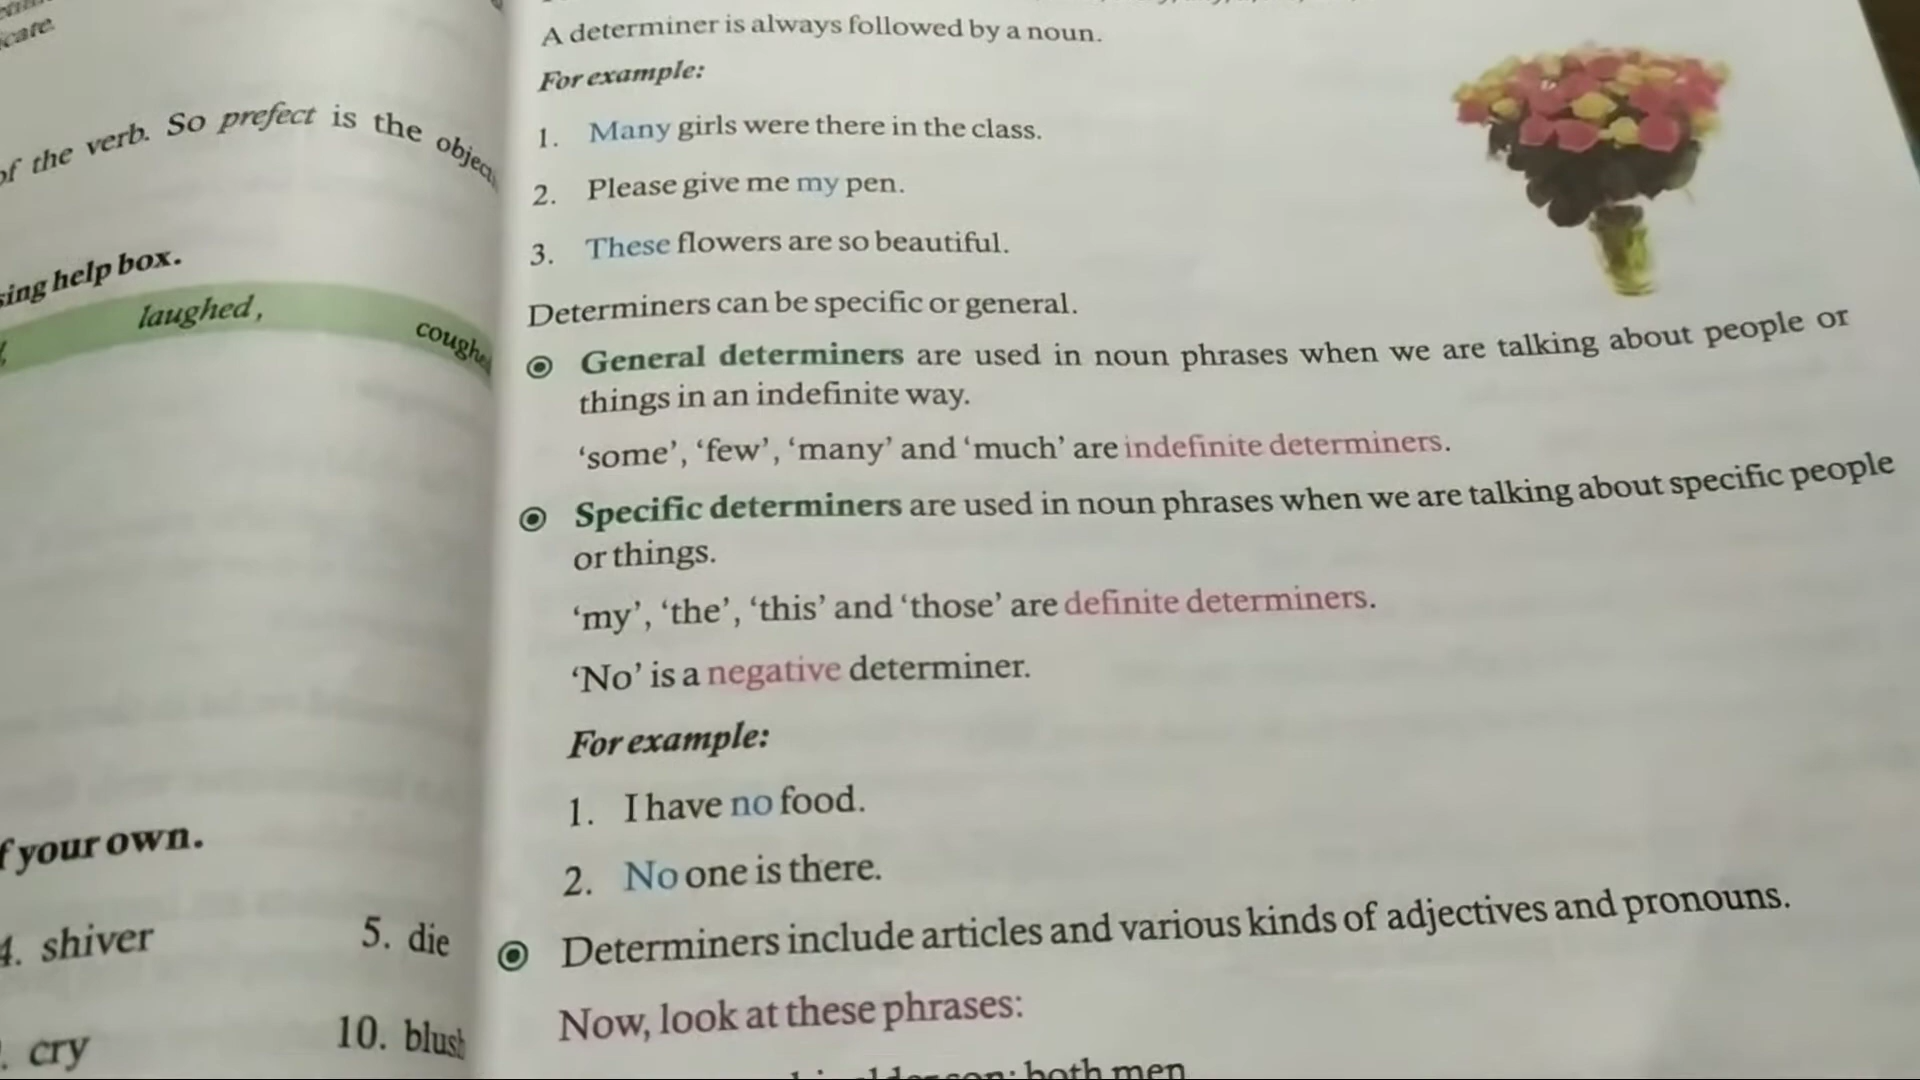 cate.
of the verb. So prefect is the
help box.
laughed,
f your own.
4. shiver 5. die
cry 10. blush
A determiner is always followed by a noun.
For example:
1. Many girls were there in the class.
2. Please give me my pen.
3. These flowers are so beautiful.
Determiners can be specific or general.
General determiners are used in noun phrases when we are talking about people or
things in an indefinite way.
‘some’, ‘few’, ‘many’ and ‘much’ are indefinite determiners.
Specific determiners are used in noun phrases when we are talking about specific people
or things.
‘my’, ‘the’, ‘this’ and ‘those’ are definite determiners.
‘No’ is a negative determiner.
For example:
1. I have no food.
2. No one is there.
Determiners include articles and various kinds of adjectives and pronouns.
Now, look at these phrases:
both men